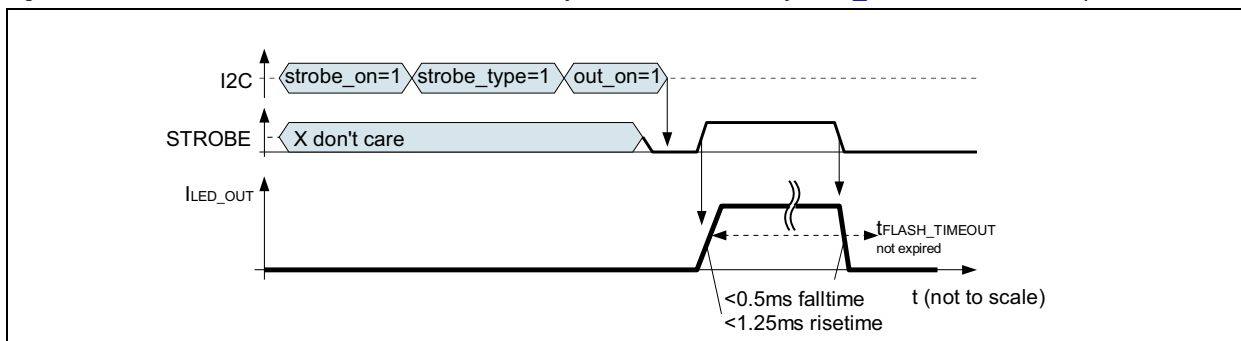 I2C strobe_on=1 strobe_type=1 out_on=1
STROBE X don't care
ILED_OUT
tFLASH_TIMEOUT
not expired
<0.5ms falltime t (not to scale)
<1.25ms risetime